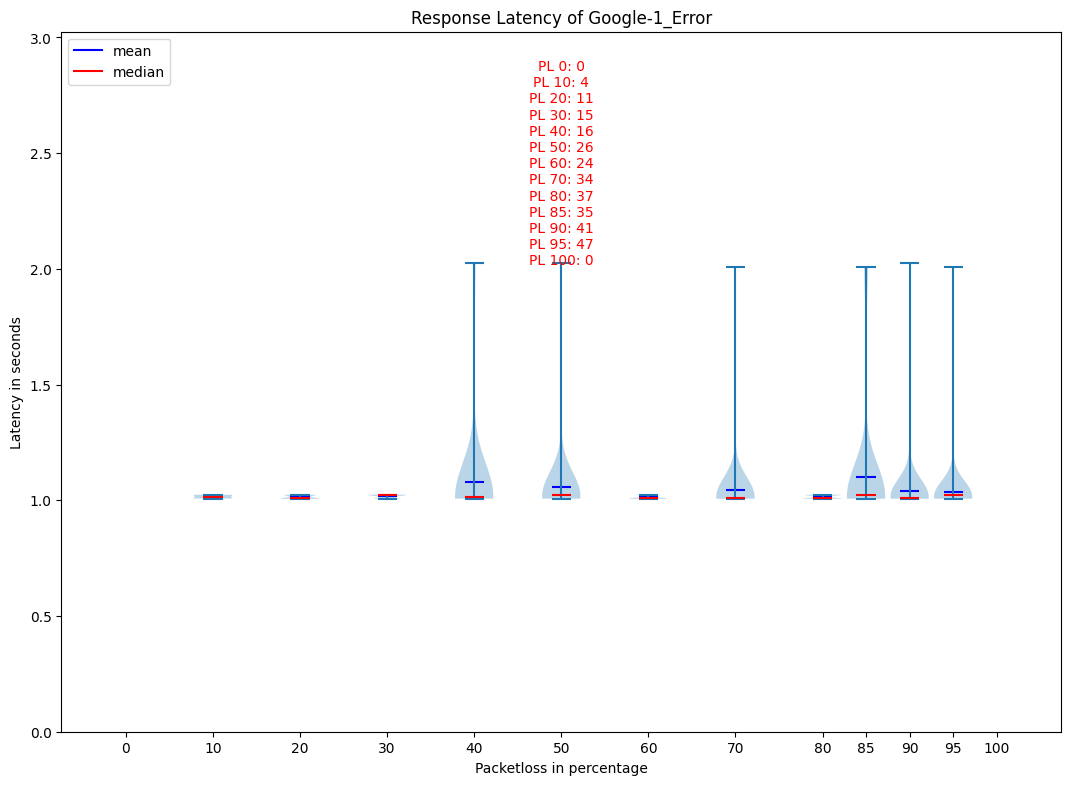 Response Latency of Google-1_Error
mean
median
PL 0: 0
PL 10: 4
PL 20: 11
PL 30: 15
PL 40: 16
PL 50: 26
PL 60: 24
PL 70: 34
PL 80: 37
PL 85: 35
PL 90: 41
PL 95: 47
PL 100: 0
3.0
2.5
2.0
1.5
1.0
0.5
0.0
Latency in seconds
0 10 20 30 40 50 60 70 80 85 90 95 100
Packetloss in percentage